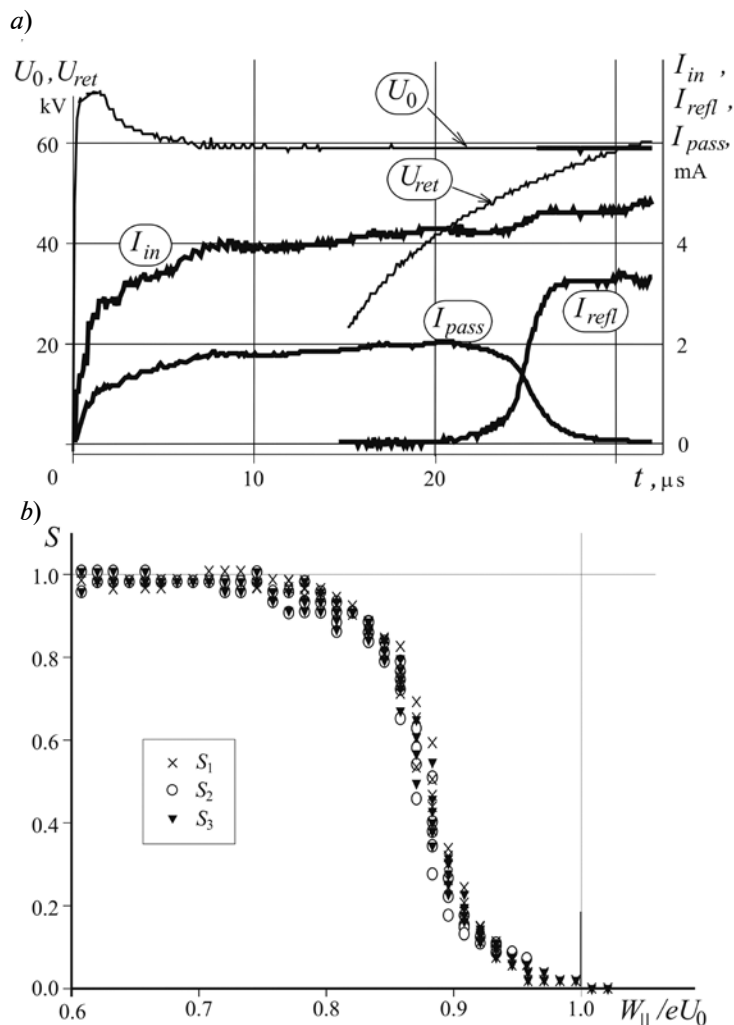 a)
U0 , Uret
kV
Iin ,
Irefl ,
Ipass,
mA
U0
60
Uret
Iin
40
4
Ipass
Irefl
20
2
0
0
10
20
t , μs
b)
S
1.0
0.8
0.6
S1
S2
S3
0.4
0.2
0.0
0.6
0.7
0.8
0.9
1.0
W||/eU0